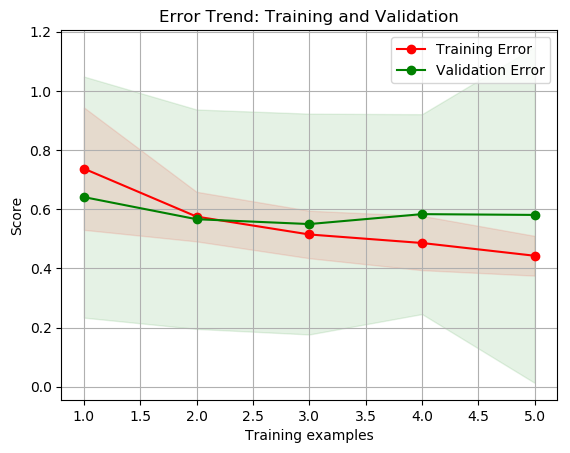 Error Trend: Training and Validation
Training Error
Validation Error
Score
1.2
1.0
0.8
0.6
0.4
0.2
0.0
1.0 1.5 2.0 2.5 3.0 3.5 4.0 4.5 5.0
Training examples